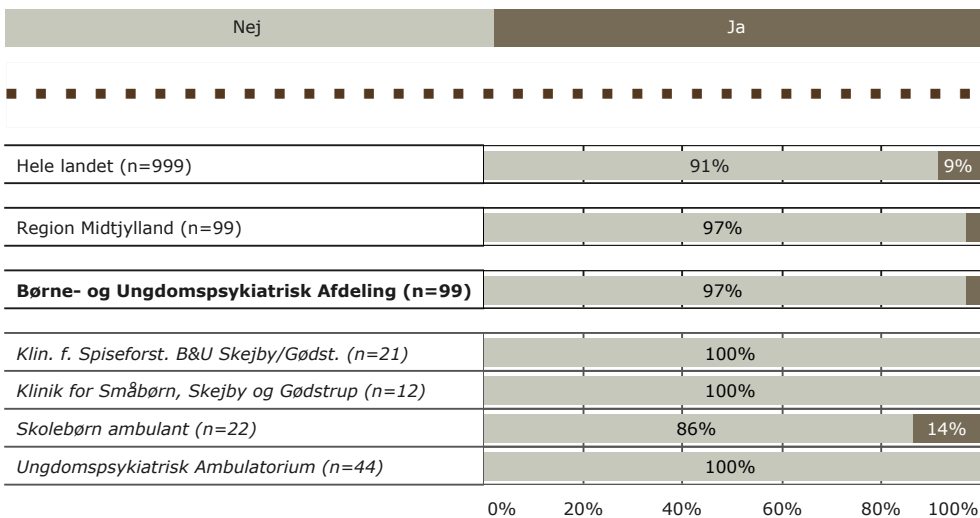 Nej Ja
Hele landet (n=999) 91% 9%
Region Midtjylland (n=99) 97%
Børne- og Ungdomspsykiatrisk Afdeling (n=99) 97%
Klin. f. Spiseforst. B&U Skejby/Gødst. (n=21) 100%
Klinik for Småbørn, Skejby og Gødstrup (n=12) 100%
Skolebørn ambulant (n=22) 86% 14%
Ungdomspsykiatrisk Ambulatorium (n=44) 100%
0% 20% 40% 60% 80% 100%